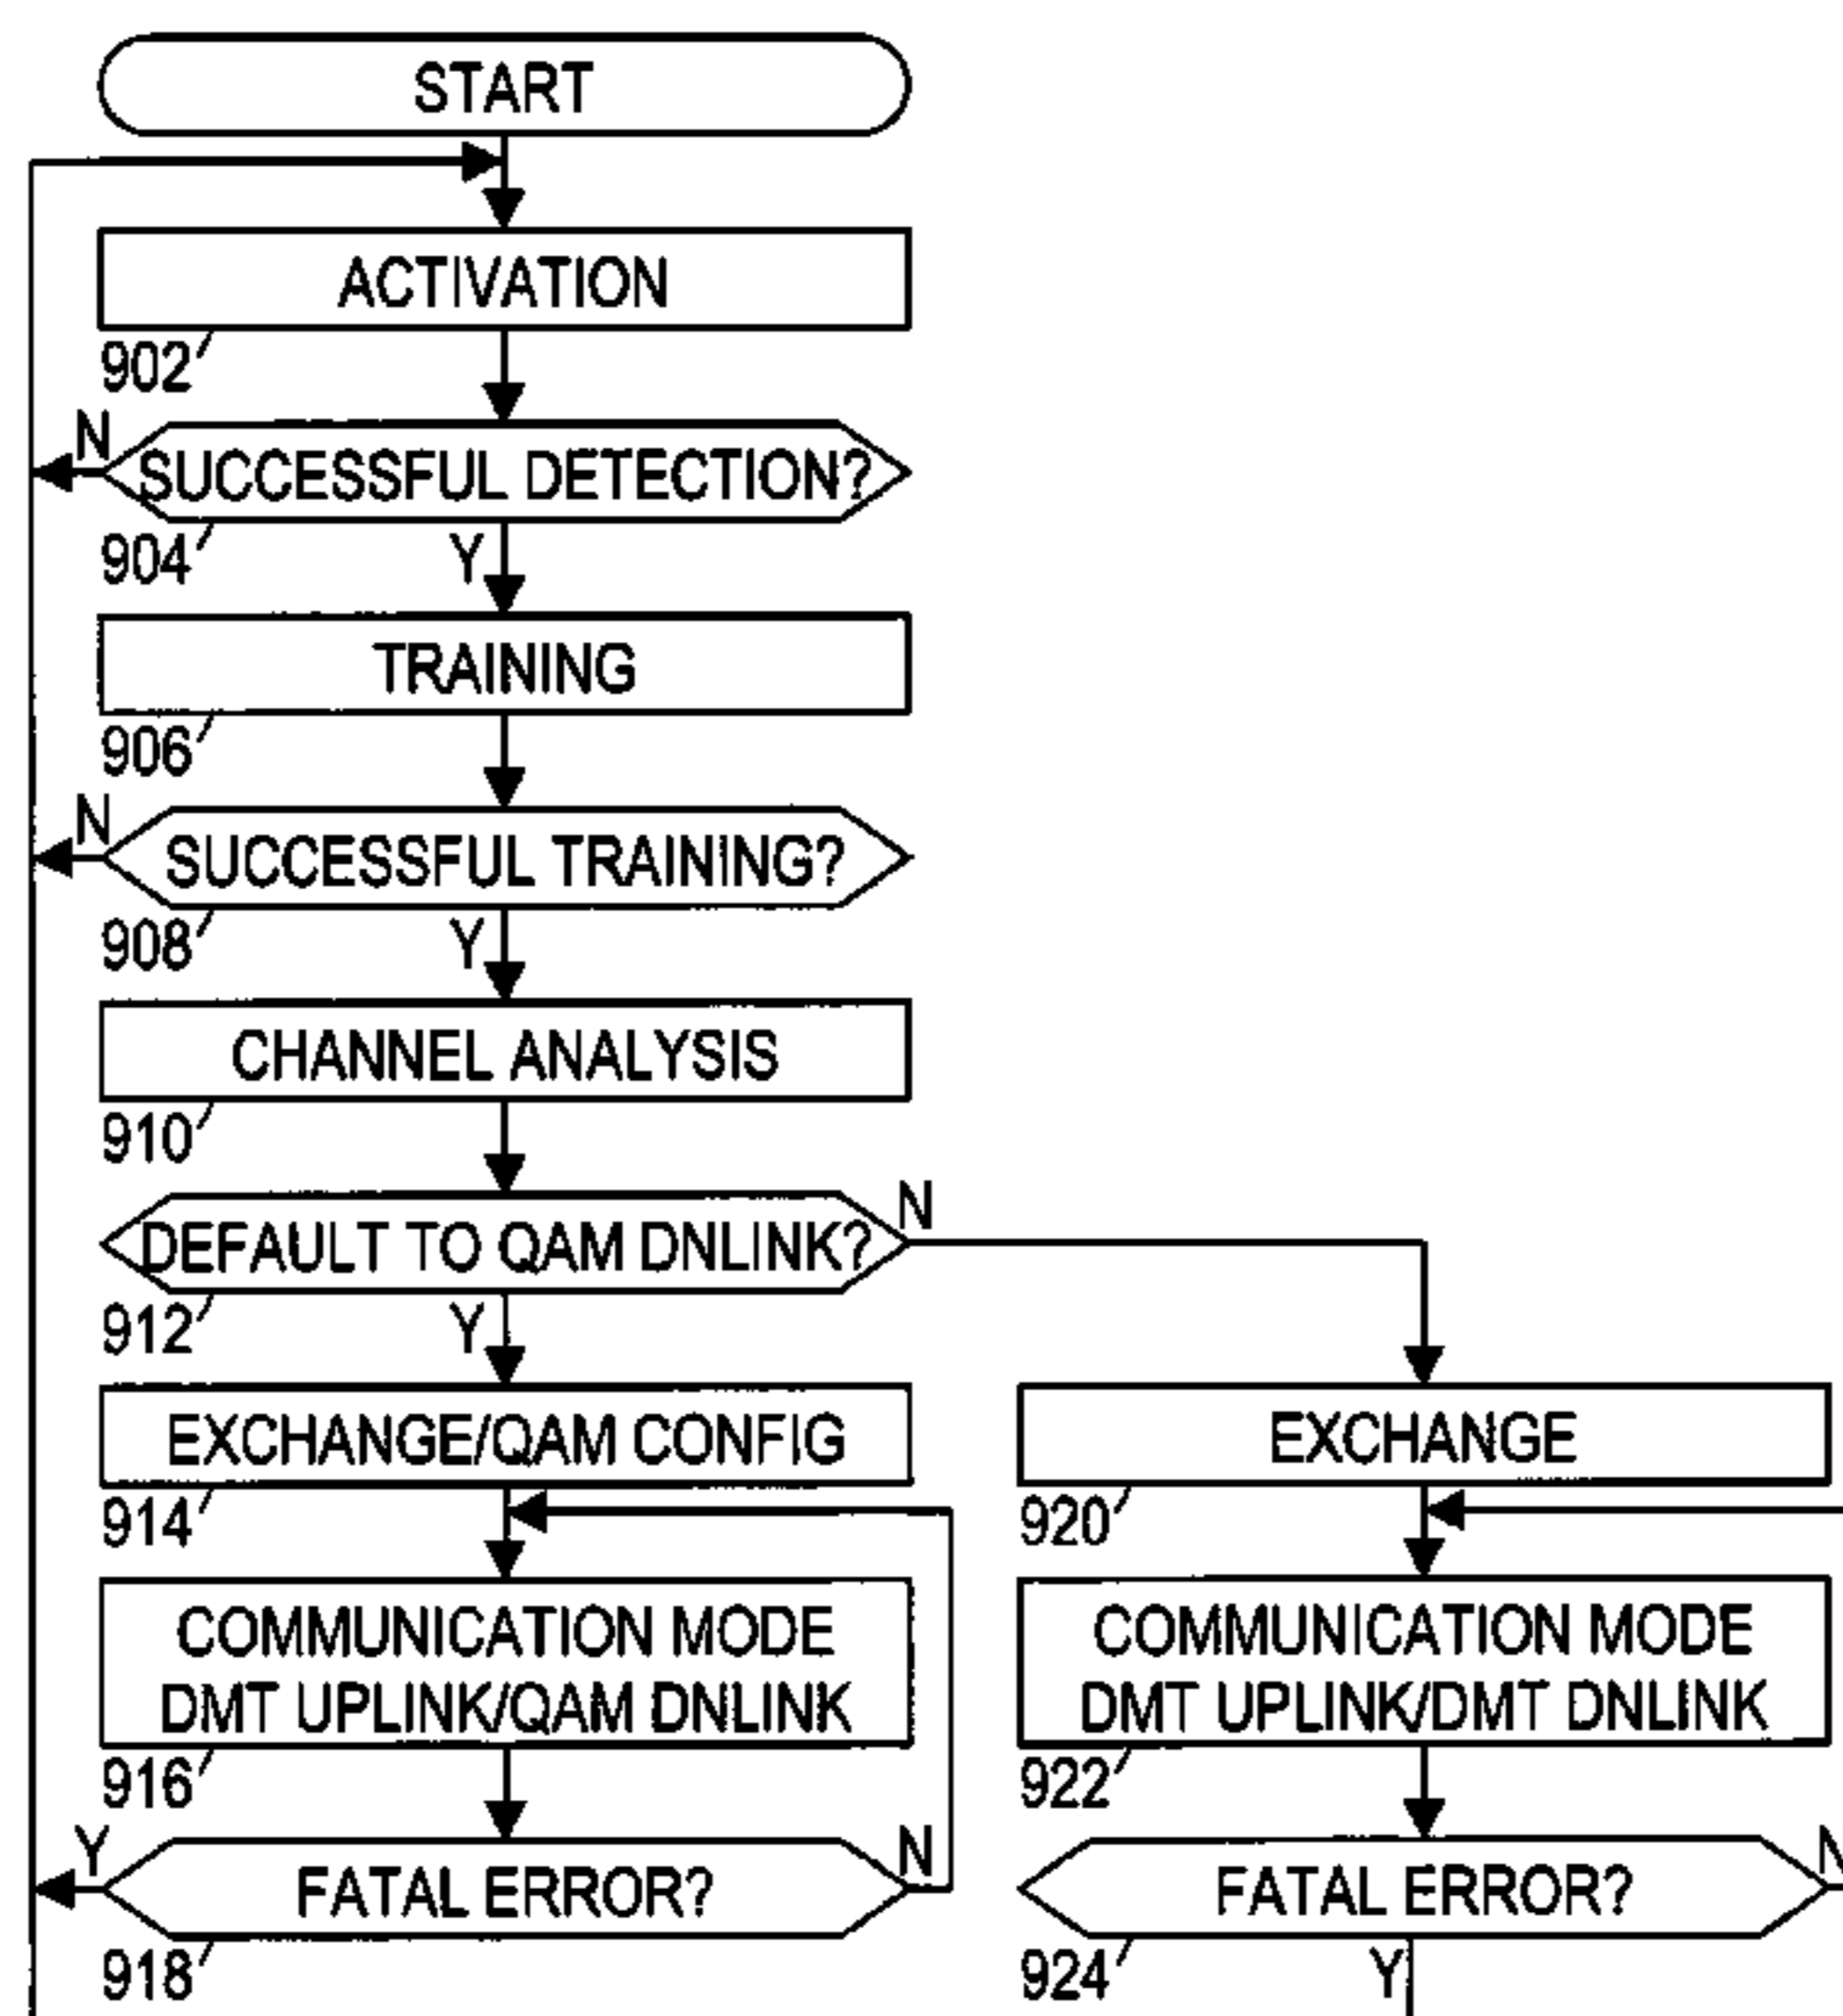 START
ACTIVATION
902
N
SUCCESSFUL DETECTION?
904
Y
TRAINING
906
N
SUCCESSFUL TRAINING?
908
Y
CHANNEL ANALYSIS
910
DEFAULT TO QAM DNLINK?
N
912
Y
EXCHANGE/QAM CONFIG
914
COMMUNICATION MODE
DMT UPLINK/QAM DNLINK
916
Y
FATAL ERROR?
N
918
EXCHANGE
920
COMMUNICATION MODE
DMT UPLINK/DMT DNLINK
922
FATAL ERROR?
N
924
Y